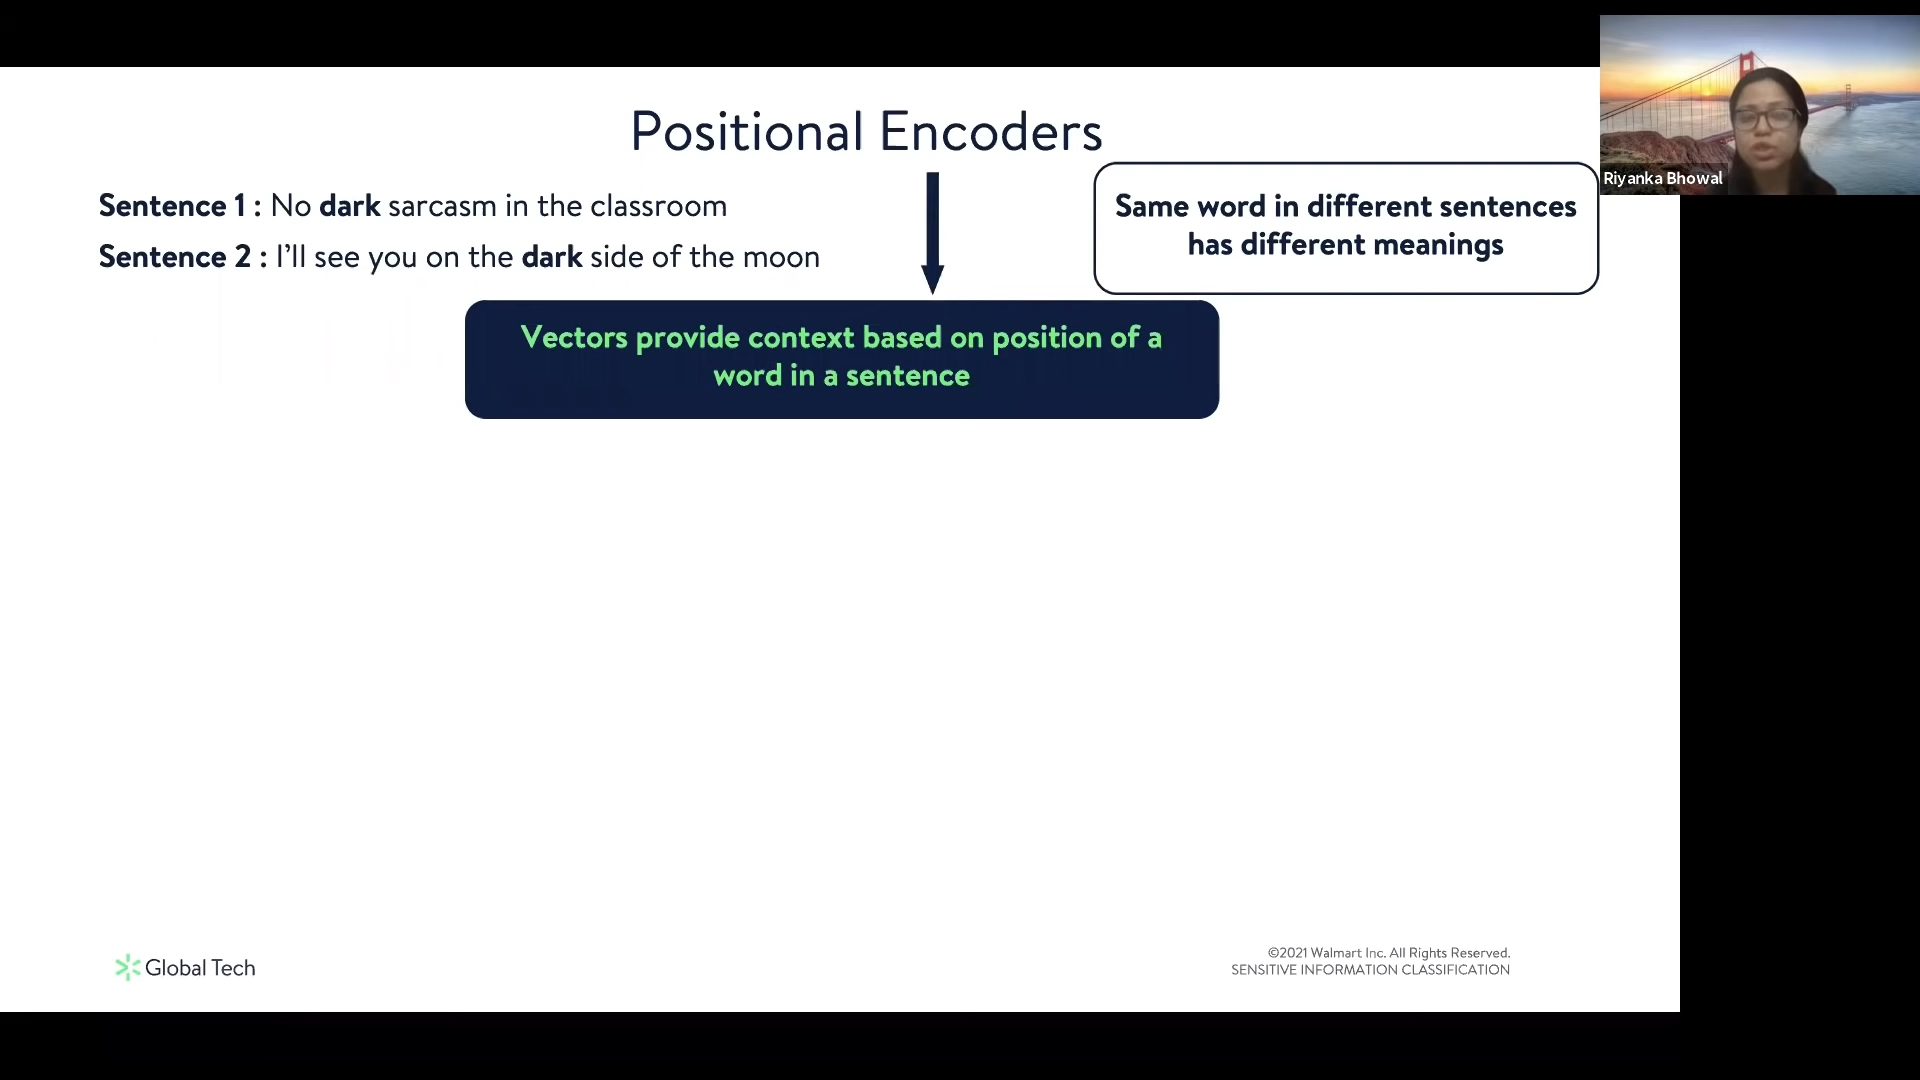 Positional Encoders
Sentence 1 : No dark sarcasm in the classroom
Sentence 2 : I’ll see you on the dark side of the moon
Same word in different sentences
has different meanings
Vectors provide context based on position of a
word in a sentence
Riyanka Bhowal
Global Tech
©2021 Walmart Inc. All Rights Reserved.
SENSITIVE INFORMATION CLASSIFICATION